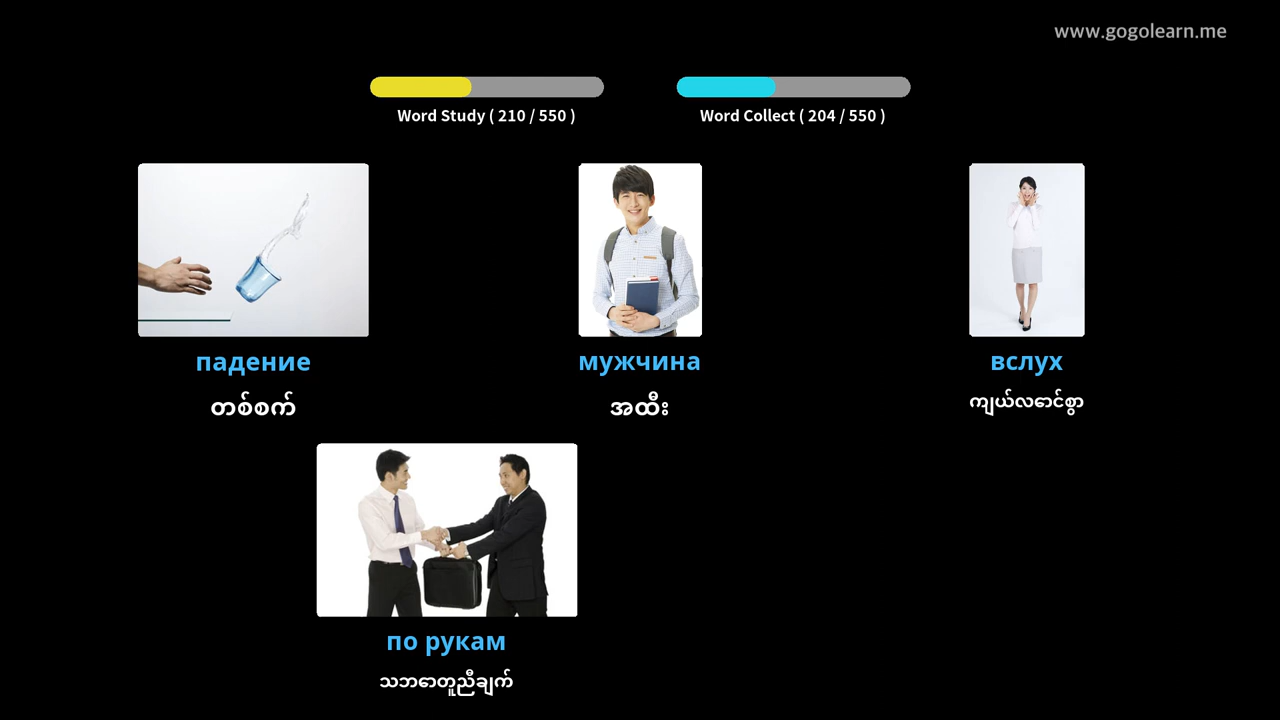 www.gogolearn.me
Word Study ( 210 / 550 )
Word Collect ( 204 / 550 )
падение
мужчина
вслух
တစ်စက်
အထီး
ကျယ်လောင်စွာ
по рукам
သဘောတူညီချက်